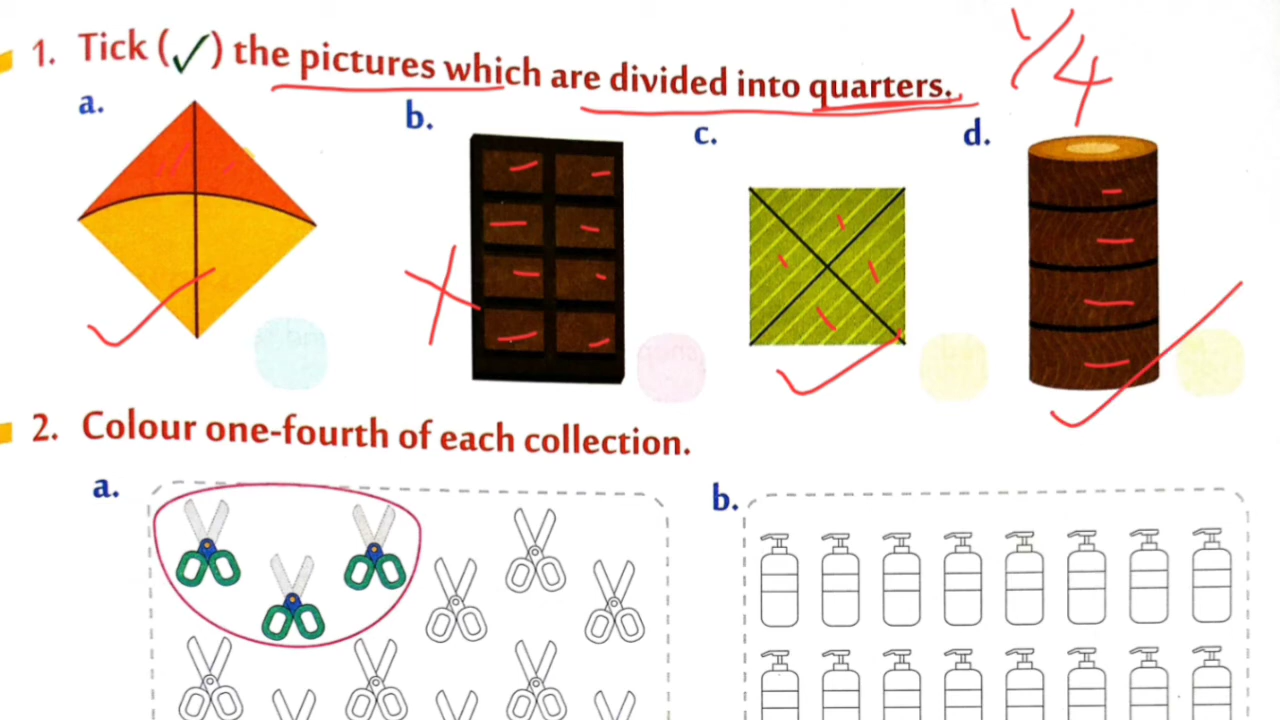 1. Tick (✓) the pictures which are divided into quarters.
1/4
a.
b.
c.
d.
2. Colour one-fourth of each collection.
a.
b.